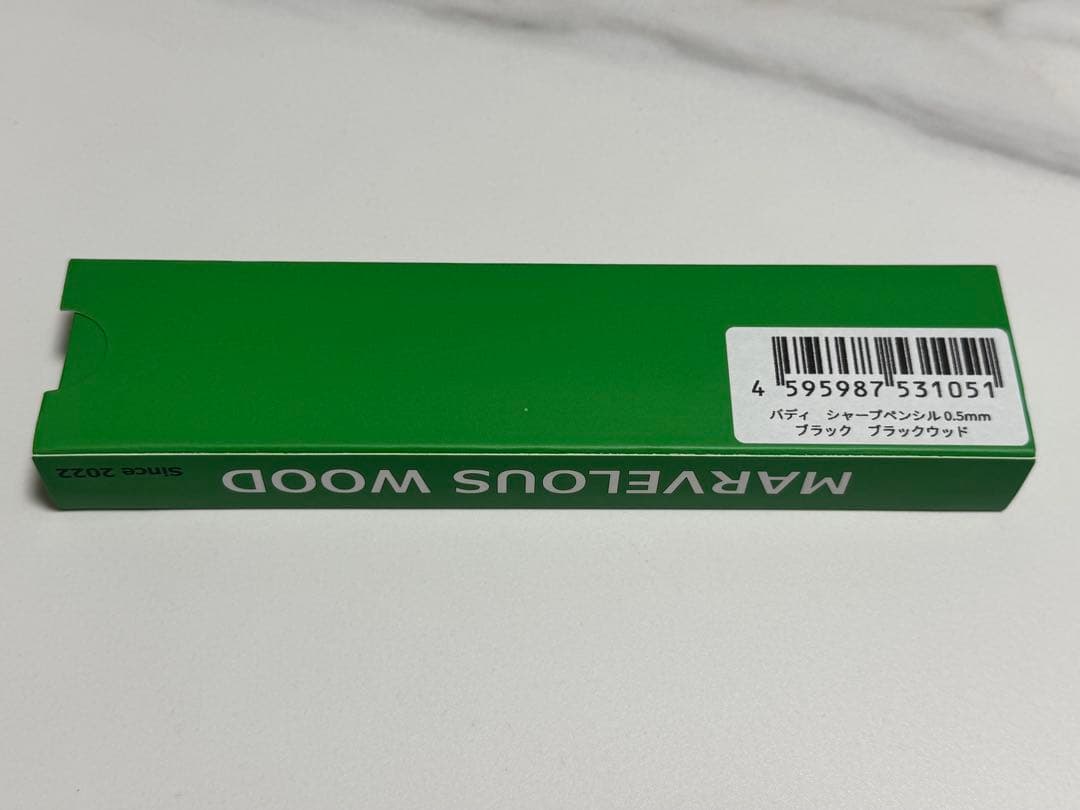 4 595987 531051
バディ　シャープペンシル 0.5mm
ブラック　ブラックウッド
MARVELOUS WOOD
Since 2022